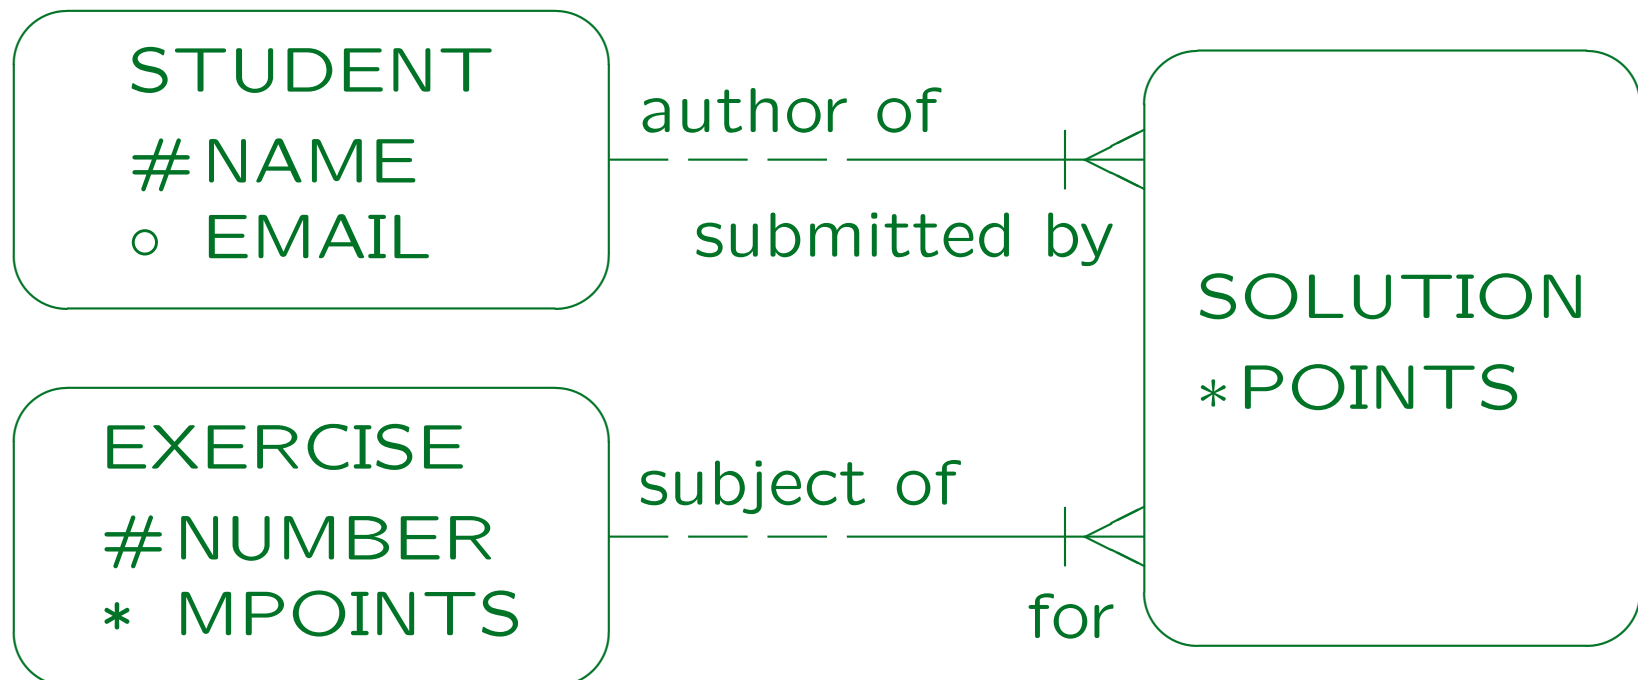 STUDENT
# NAME
○ EMAIL
author of
submitted by
SOLUTION
* POINTS
EXERCISE
# NUMBER
* MPOINTS
subject of
for